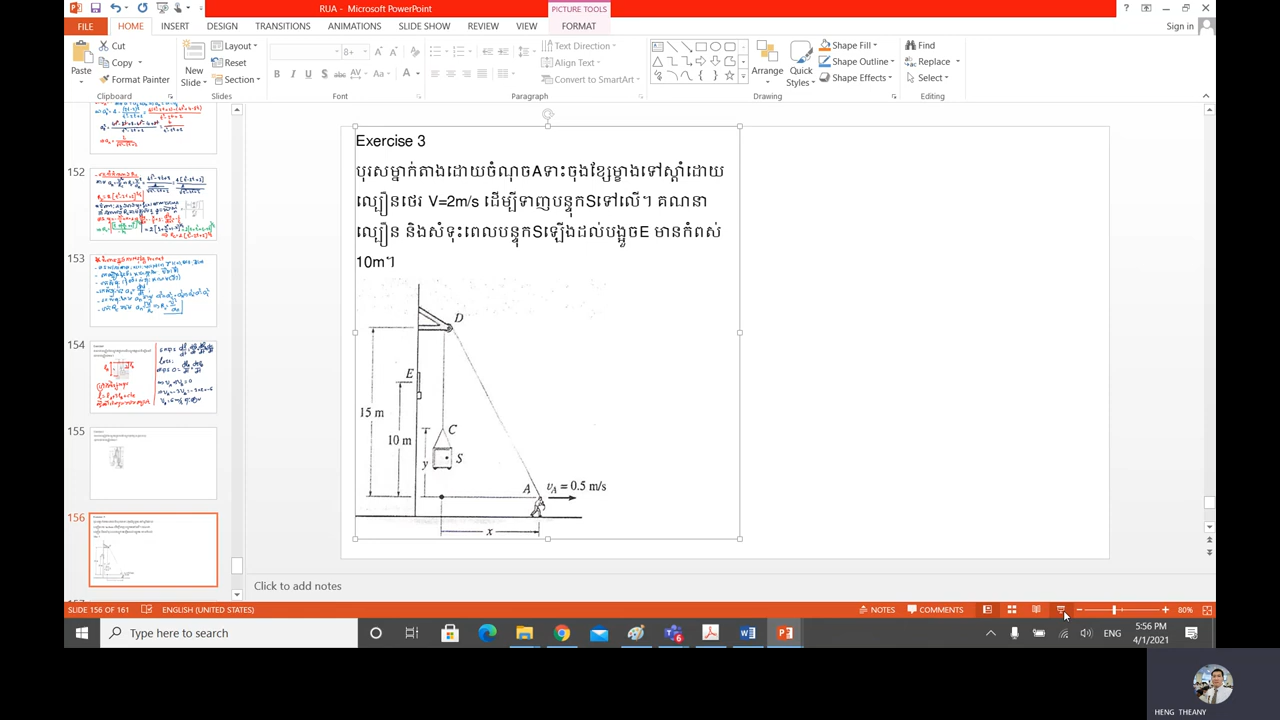 RUA - Microsoft PowerPoint
PICTURE TOOLS
Sign in
FILE
HOME
INSERT
DESIGN
TRANSITIONS
ANIMATIONS
SLIDE SHOW
REVIEW
VIEW
FORMAT
Paste
Cut
Copy
Format Painter
Clipboard
New
Slide
Layout
Reset
Section
Slides
8+
Font
Text Direction
Align Text
Convert to SmartArt
Paragraph
Arrange
Quick
Styles
Shape Fill
Shape Outline
Shape Effects
Drawing
Find
Replace
Select
Editing
152
153
154
155
156
Exercise 3
បុរសម្នាក់តាងដោយចំណុចAទាះចុងខ្សែម្ខាងទៅស្តាំដោយ
ល្បឿនថេរ V=2m/s ដើម្បីទាញបន្ទុកSទៅលើ។ គណនា
ល្បឿន និងសំទុះពេលបន្ទុកSឡើងដល់បង្អួចE មានកំពស់
10m។
D
E
15 m
10 m
C
S
y
A
vA = 0.5 m/s
x
Click to add notes
SLIDE 156 OF 161
ENGLISH (UNITED STATES)
NOTES
COMMENTS
80%
Type here to search
ENG
5:56 PM
4/1/2021
HENG THEANY